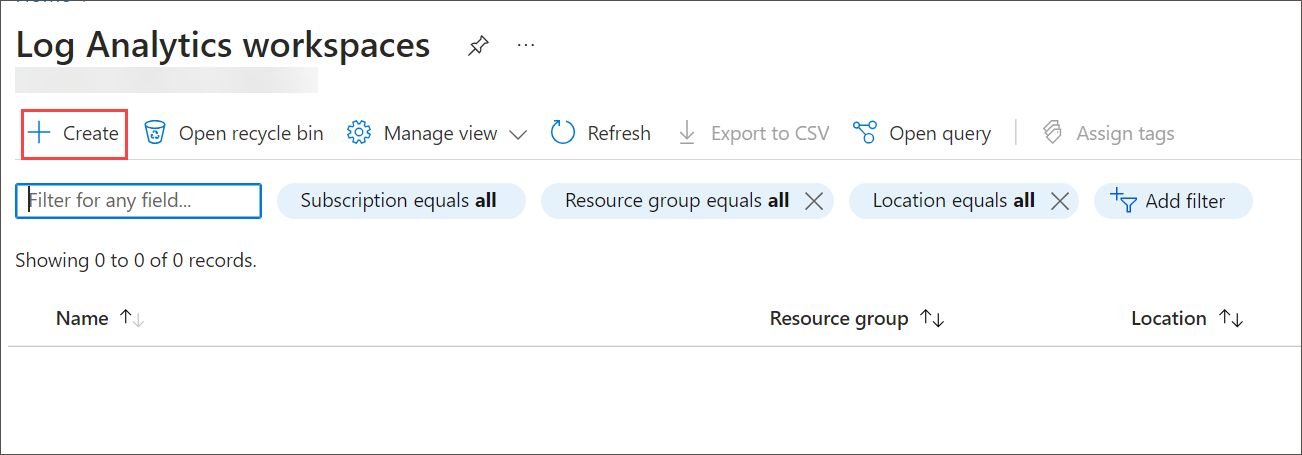 Log Analytics workspaces
Create Open recycle bin Manage view Refresh Export to CSV Open query Assign tags
Filter for any field... Subscription equals all Resource group equals all Location equals all Add filter
Showing 0 to 0 of 0 records.
Name Resource group Location